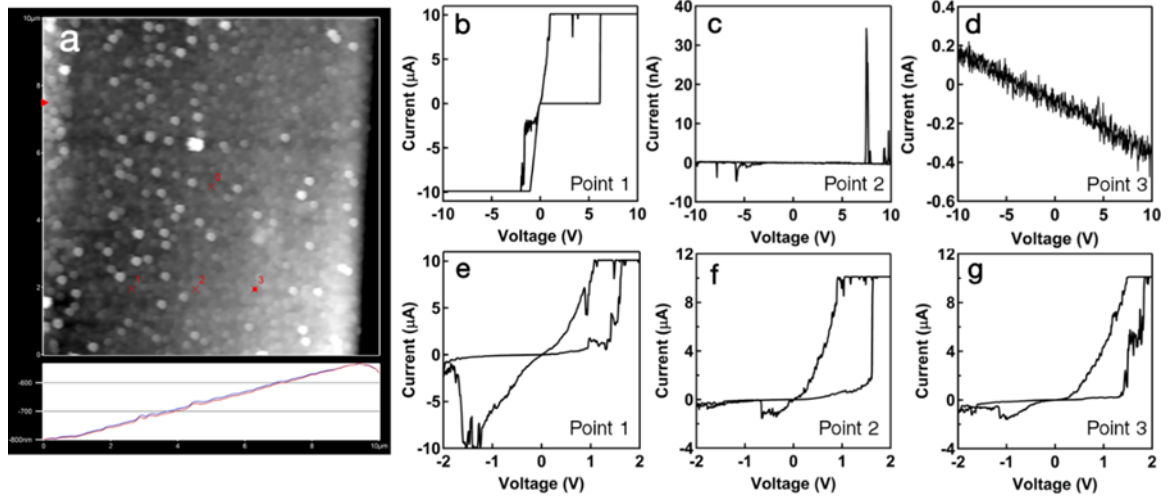 a
10µm
8
6
4
2
0
4
1
2
3
-600
-700
-800nm
0
2
4
6
8
10µm
b
Current (µA)
10
5
0
-5
-10
Point 1
-10
-5
0
5
10
Voltage (V)
c
Current (nA)
40
30
20
10
0
-10
Point 2
-10
-5
0
5
10
Voltage (V)
d
Current (nA)
0.4
0.2
0.0
-0.2
-0.4
-0.6
Point 3
-10
-5
0
5
10
Voltage (V)
e
Current (µA)
10
5
0
-5
-10
Point 1
-2
-1
0
1
2
Voltage (V)
f
Current (µA)
12
8
4
0
-4
Point 2
-2
-1
0
1
2
Voltage (V)
g
Current (µA)
12
8
4
0
-4
Point 3
-2
-1
0
1
2
Voltage (V)